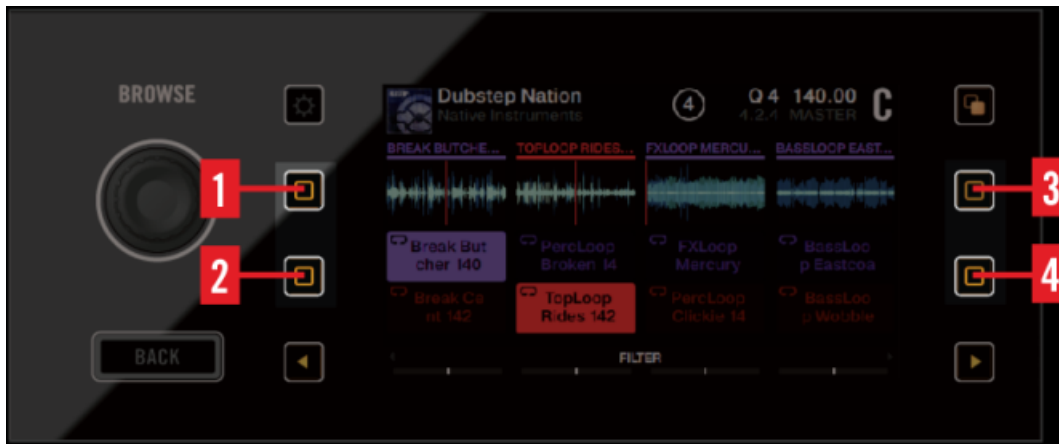 BROWSE
Dubstep Nation
Native Instruments
4
Q 4 140.00
4.2.4 MASTER
C
BREAK BUTCHE...
TOPLOOP RIDES...
FXLOOP MERCU...
BASSLOOP EAST...
1
3
2
4
Break But
cher 140
PercLoop
Broken 14
FXLoop
Mercury
BassLoo
p Eastcoa
Break Ca
nt 142
TopLoop
Rides 142
PercLoop
Clickie 14
BassLoo
p Wobble
BACK
FILTER